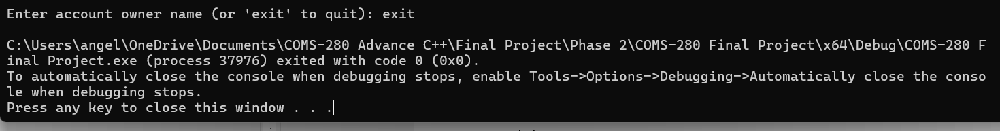 Enter account owner name (or 'exit' to quit): exit
C:\Users\angel\OneDrive\Documents\COMS-280 Advance C++\Final Project\Phase 2\COMS-280 Final Project\x64\Debug\COMS-280 F
inal Project.exe (process 37976) exited with code 0 (0x0).
To automatically close the console when debugging stops, enable Tools->Options->Debugging->Automatically close the conso
le when debugging stops.
Press any key to close this window . . .